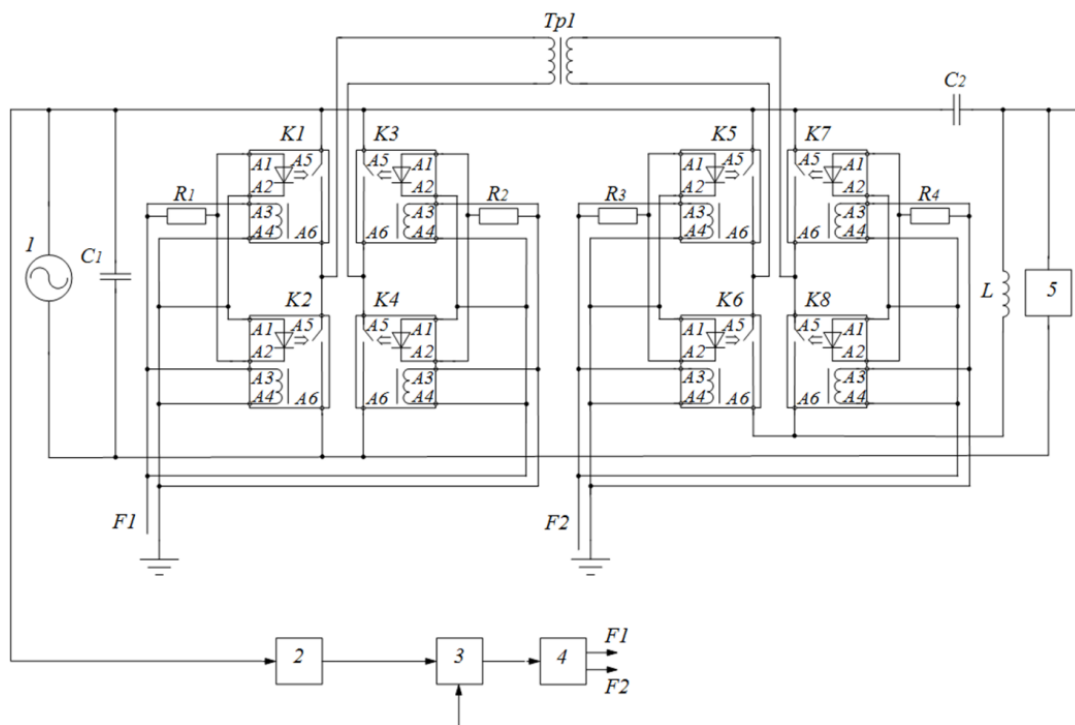 Tp1
C2
K1 K3 K5 K7
A1 A5 A5 A1 A1 A5 A5 A1
A2 A2 A2 A2
R1 R2 R3 R4
A3 A3 A3 A3
A4 A6 A6 A4 A4 A6 A6 A4
1 C1 L 5
K2 K4 K6 K8
A1 A5 A5 A1 A1 A5 A5 A1
A2 A2 A2 A2
A3 A3 A3 A3
A4 A6 A6 A4 A4 A6 A6 A4
F1 F2
F1
2 3 4
F2